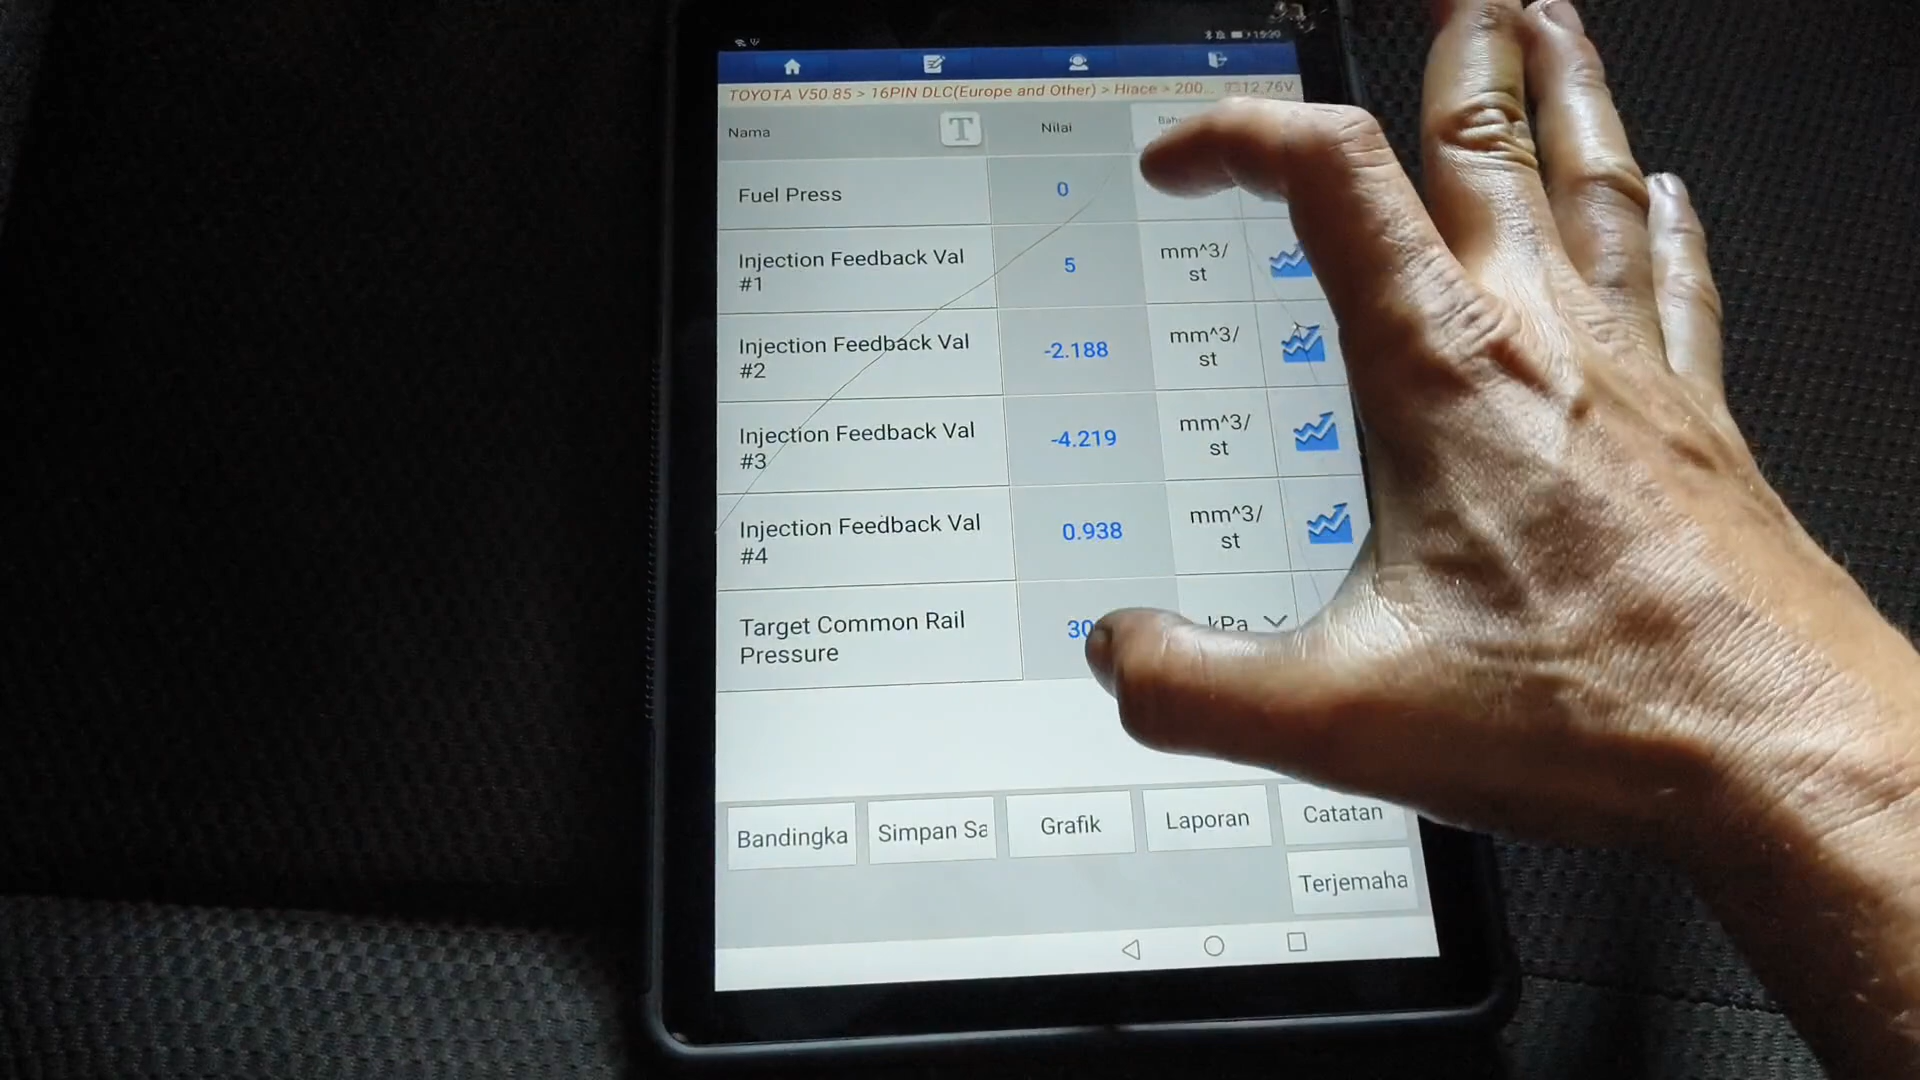 15:39
TOYOTA V50.85 > 16PIN DLC(Europe and Other) > Hiace > 200... 12.76V
Nama T Nilai
Fuel Press 0
Injection Feedback Val #1 5 mm^3/st
Injection Feedback Val #2 -2.188 mm^3/st
Injection Feedback Val #3 -4.219 mm^3/st
Injection Feedback Val #4 0.938 mm^3/st
Target Common Rail Pressure 30 kPa
Bandingka Simpan Sa Grafik Laporan Catatan
Terjemaha